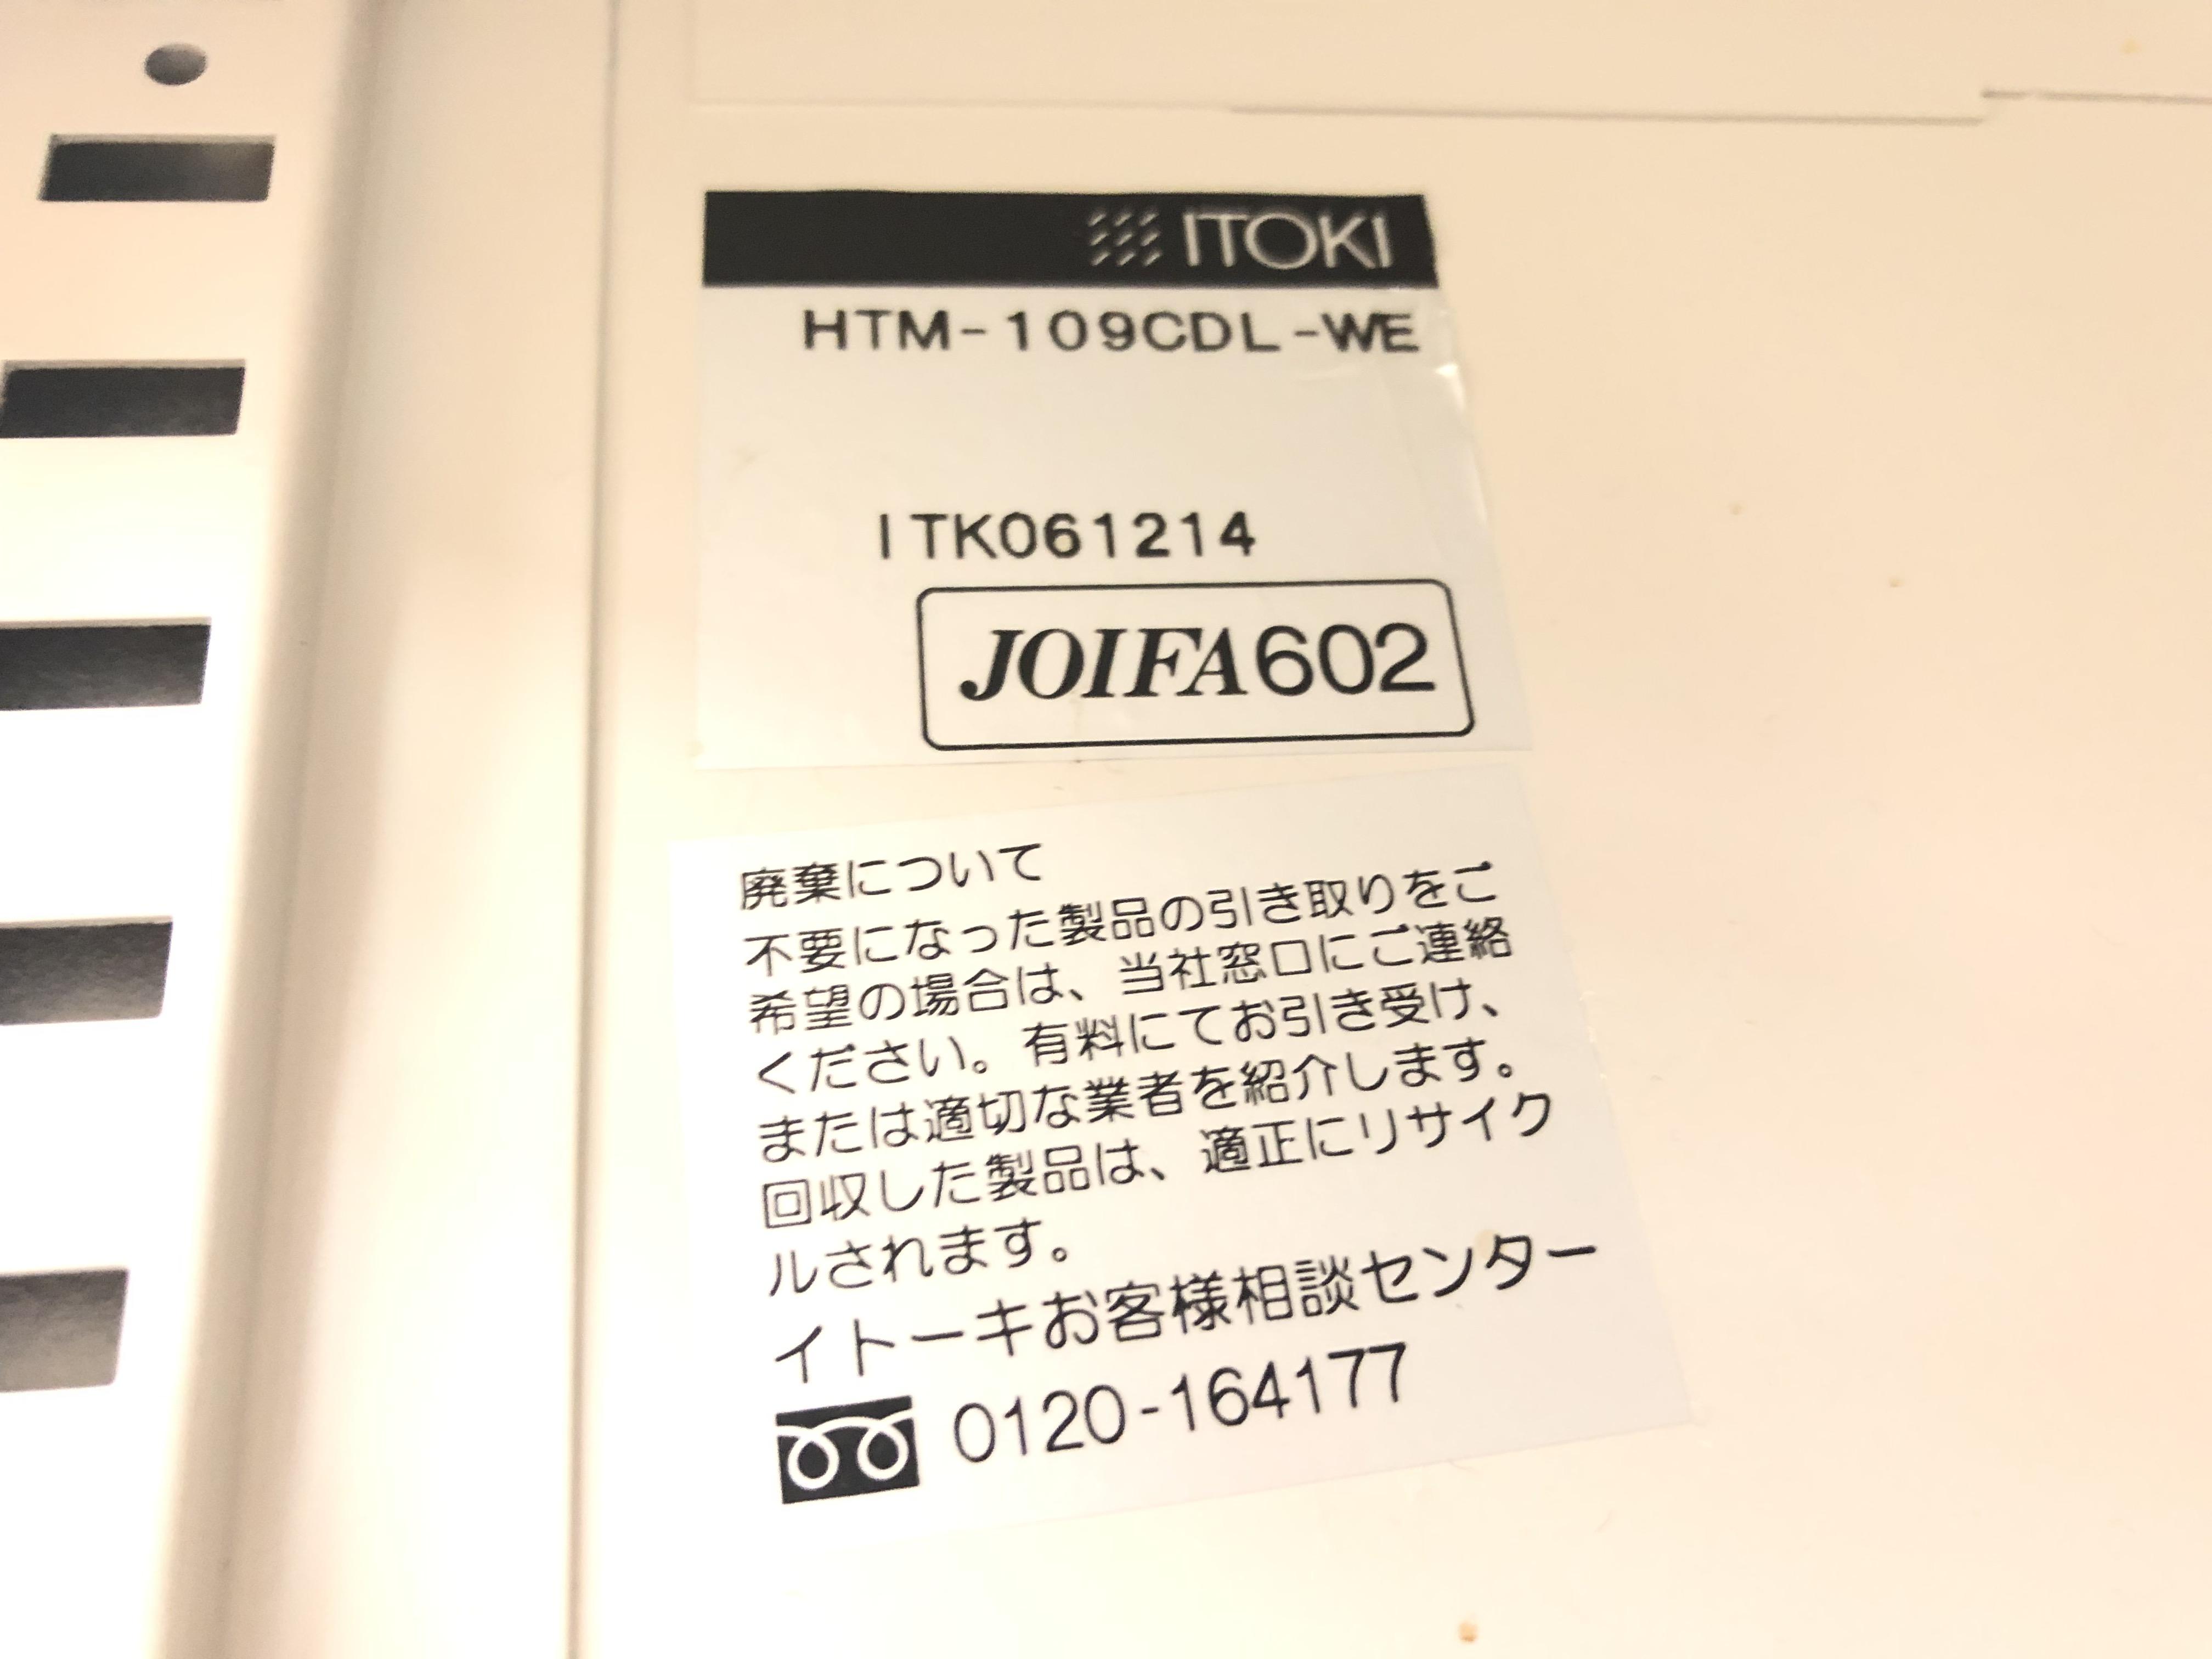 ITOKI
HTM-109CDL-WE
ITK061214
JOIFA602
廃棄について
不要になった製品の引き取りをご
希望の場合は、当社窓口にご連絡
ください。有料にてお引き受け、
または適切な業者を紹介します。
回収した製品は、適正にリサイク
ルされます。
イトーキお客様相談センター
0120-164177